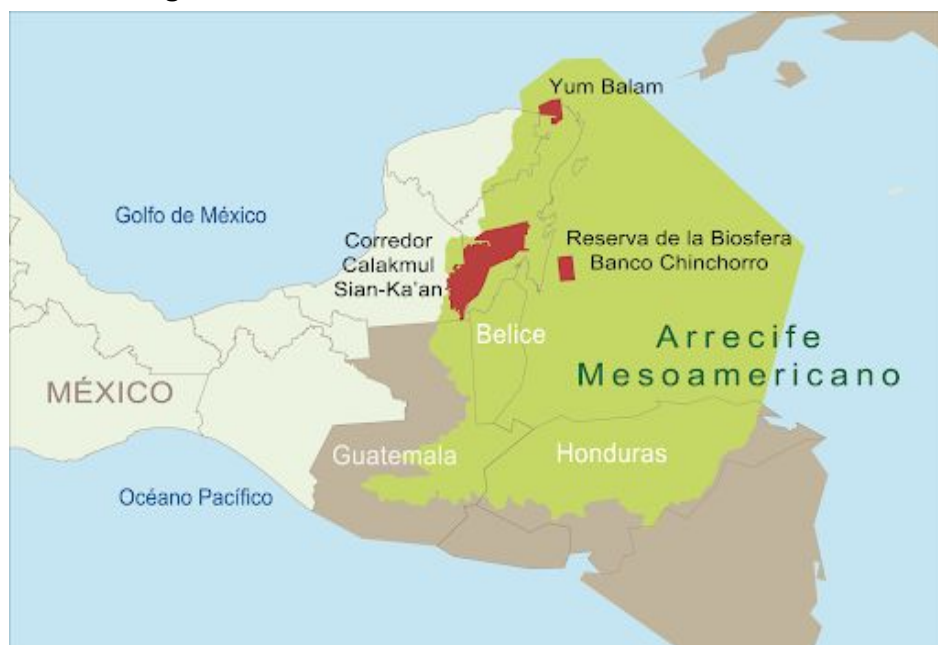 Yum Balam
Golfo de México
Corredor
Calakmul
Sian-Ka'an
Reserva de la Biosfera
Banco Chinchorro
Belice
Arrecife
Mesoamericano
MÉXICO
Guatemala
Honduras
Océano Pacífico